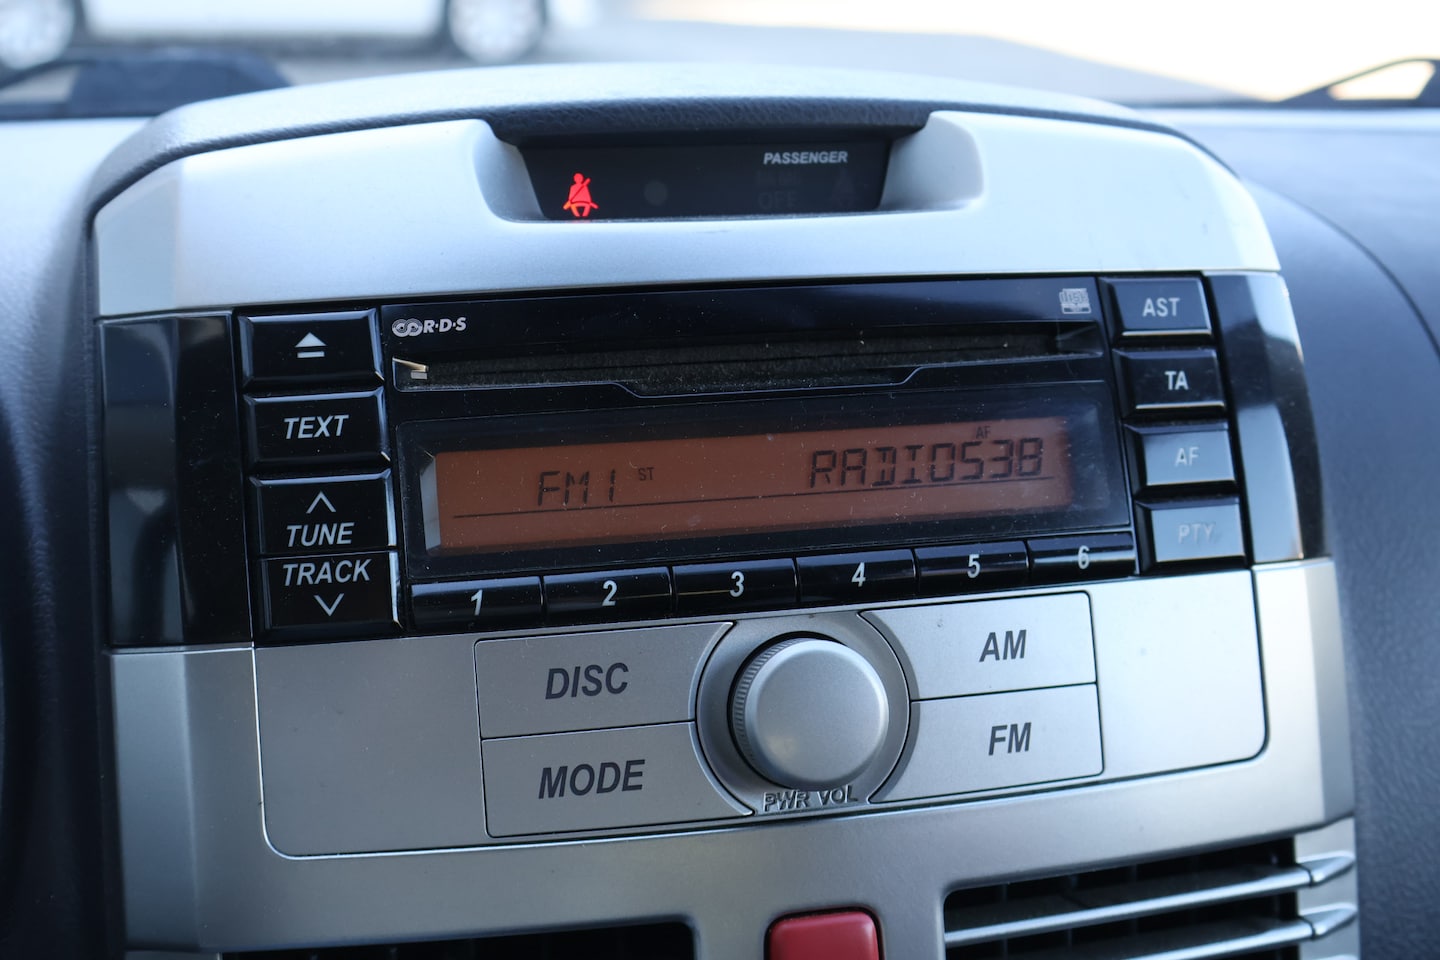 PASSENGER
OFF
R·D·S
AST
TEXT
TA
TUNE
TRACK
AF
PTY
FM1 ST
AF
RADIO538
1 2 3 4 5 6
DISC
AM
MODE
FM
PWR VOL